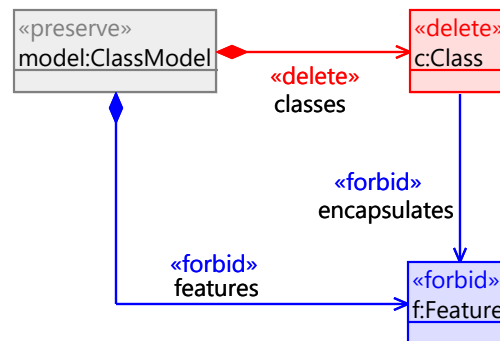 «preserve»
model:ClassModel
«delete»
c:Class
«delete»
classes
«forbid»
encapsulates
«forbid»
features
«forbid»
f:Feature